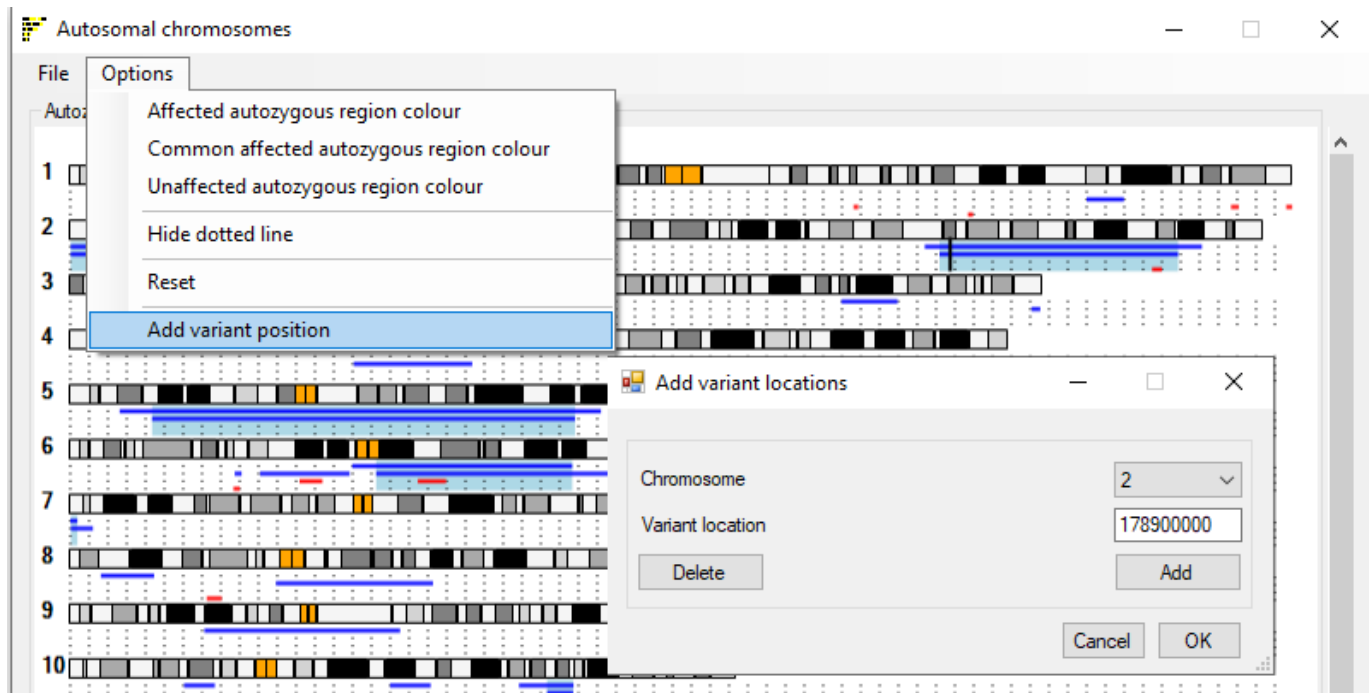 Autosomal chromosomes
File Options
Affected autozygous region colour
Common affected autozygous region colour
Unaffected autozygous region colour
Hide dotted line
Reset
Add variant position
1
2
3
4
5
6
7
8
9
10
Add variant locations
Chromosome 2
Variant location 178900000
Delete Add
Cancel OK